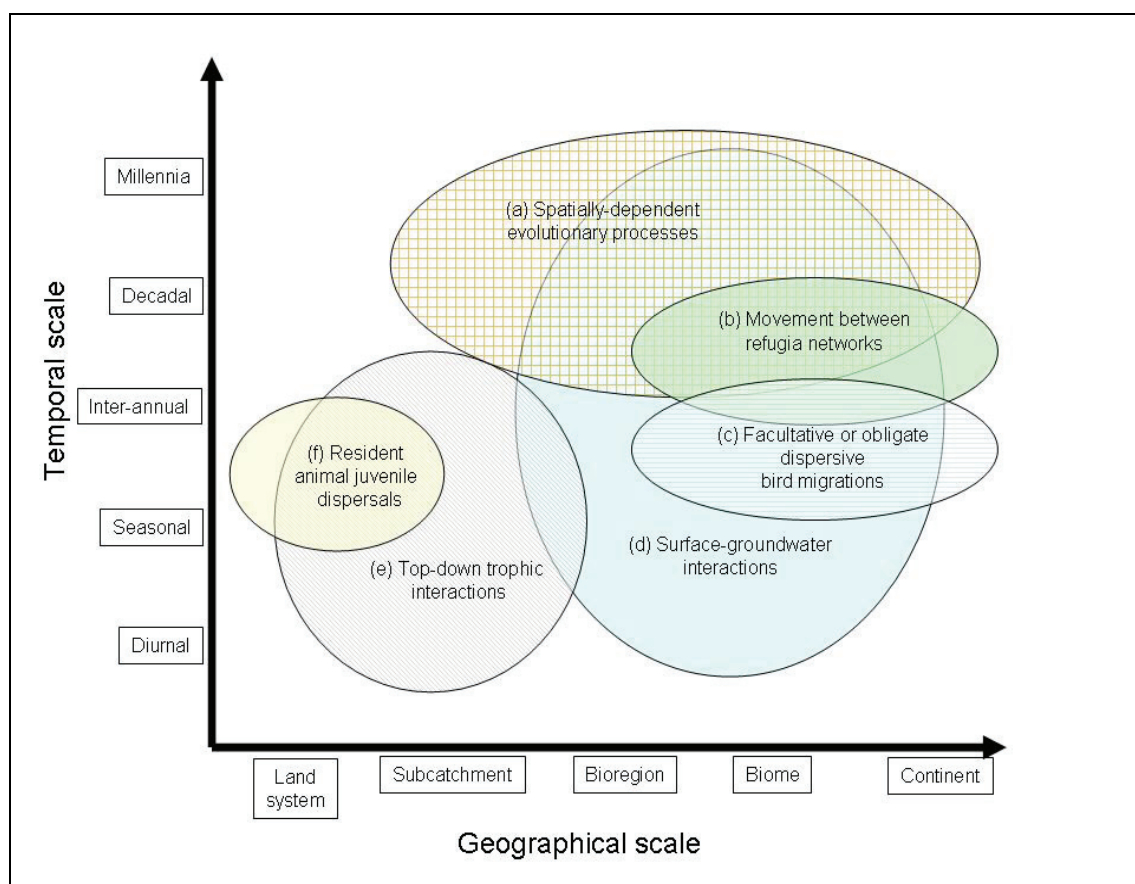 Temporal scale
Millennia
Decadal
Inter-annual
Seasonal
Diurnal
(a) Spatially-dependent
evolutionary processes
(b) Movement between
refugia networks
(c) Facultative or obligate
dispersive
bird migrations
(f) Resident
animal juvenile
dispersals
(d) Surface-groundwater
interactions
(e) Top-down trophic
interactions
Land
system
Subcatchment
Bioregion
Biome
Continent
Geographical scale